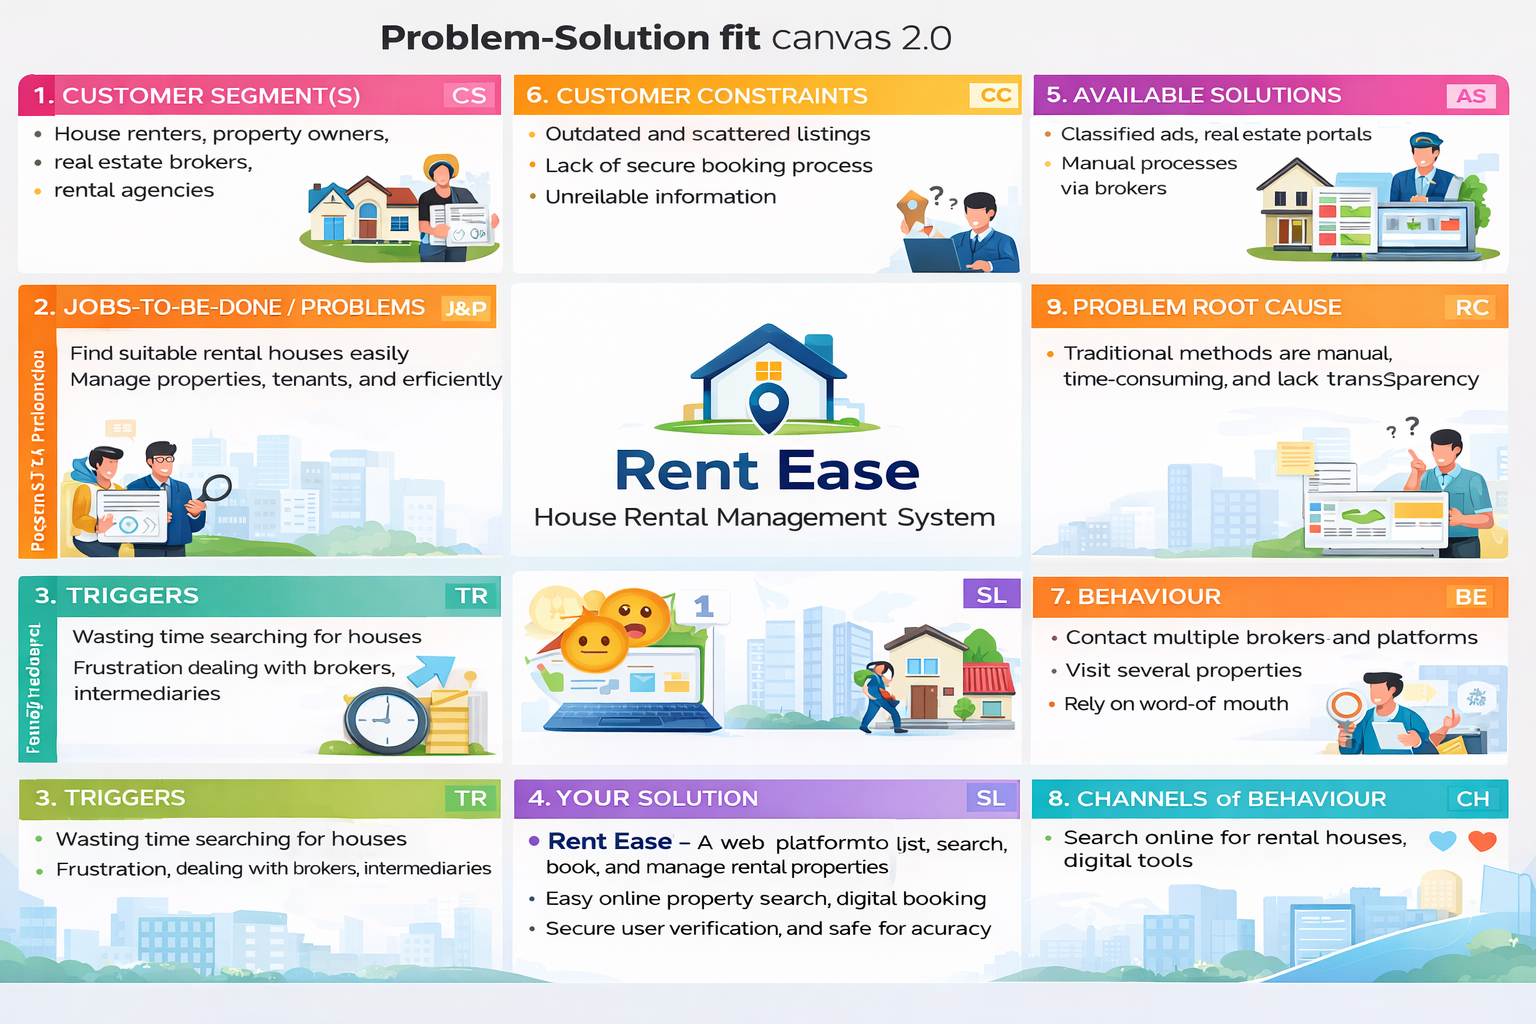 Problem-Solution fit canvas 2.0
1. CUSTOMER SEGMENT(S) CS
• House renters, property owners,
• real estate brokers,
• rental agencies
6. CUSTOMER CONSTRAINTS CC
• Outdated and scattered listings
• Lack of secure booking process
• Unreilable information
? ?
5. AVAILABLE SOLUTIONS AS
• Classified ads, real estate portals
• Manual processes
via brokers
2. JOBS-TO-BE-DONE / PROBLEMS J&P
Find suitable rental houses easily
Manage properties, tenants, and erficiently
Rent Ease
House Rental Management System
9. PROBLEM ROOT CAUSE RC
• Traditional methods are manual,
time-consuming, and lack transSparency
? ?
3. TRIGGERS TR
Wasting time searching for houses
Frustration dealing with brokers,
intermediaries
1
SL
7. BEHAVIOUR BE
• Contact multiple brokers-and platforms
• Visit several properties
• Rely on word-of mouth
3. TRIGGERS TR
• Wasting time searching for houses
• Frustration, dealing with brokers, intermediaries
4. YOUR SOLUTION SL
• Rent Ease – A web platformto ljst, search,
book, and manage rental properties
• Easy online property search, digital booking
• Secure user verification, and safe for acuracy
8. CHANNELS of BEHAVIOUR CH
• Search online for rental houses,
digital tools